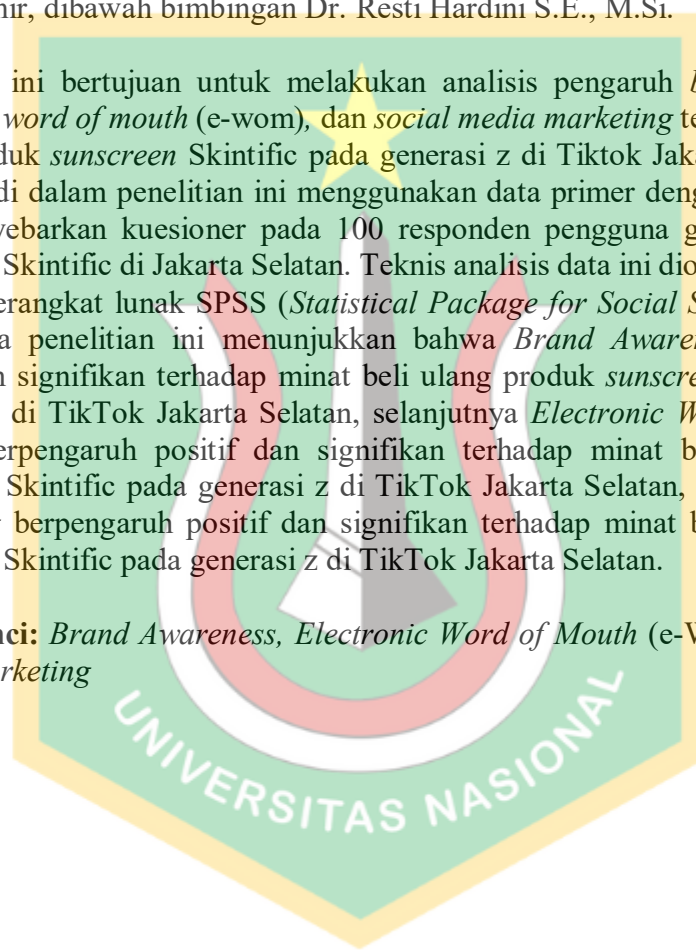 hir, dibawah bimbingan Dr. Resti Hardini S.E., M.Si.
ini bertujuan untuk melakukan analisis pengaruh b
word of mouth (e-wom), dan social media marketing te
duk sunscreen Skintific pada generasi z di Tiktok Jaka
di dalam penelitian ini menggunakan data primer deng
yebarkan kuesioner pada 100 responden pengguna g
Skintific di Jakarta Selatan. Teknis analisis data ini dio
erangkat lunak SPSS (Statistical Package for Social S
a penelitian ini menunjukkan bahwa Brand Awaren
n signifikan terhadap minat beli ulang produk sunscre
di TikTok Jakarta Selatan, selanjutnya Electronic W
erpengaruh positif dan signifikan terhadap minat b
Skintific pada generasi z di TikTok Jakarta Selatan,
berpengaruh positif dan signifikan terhadap minat b
Skintific pada generasi z di TikTok Jakarta Selatan.
nci: Brand Awareness, Electronic Word of Mouth (e-W
rketing
UNIVERSITAS NASIONAL